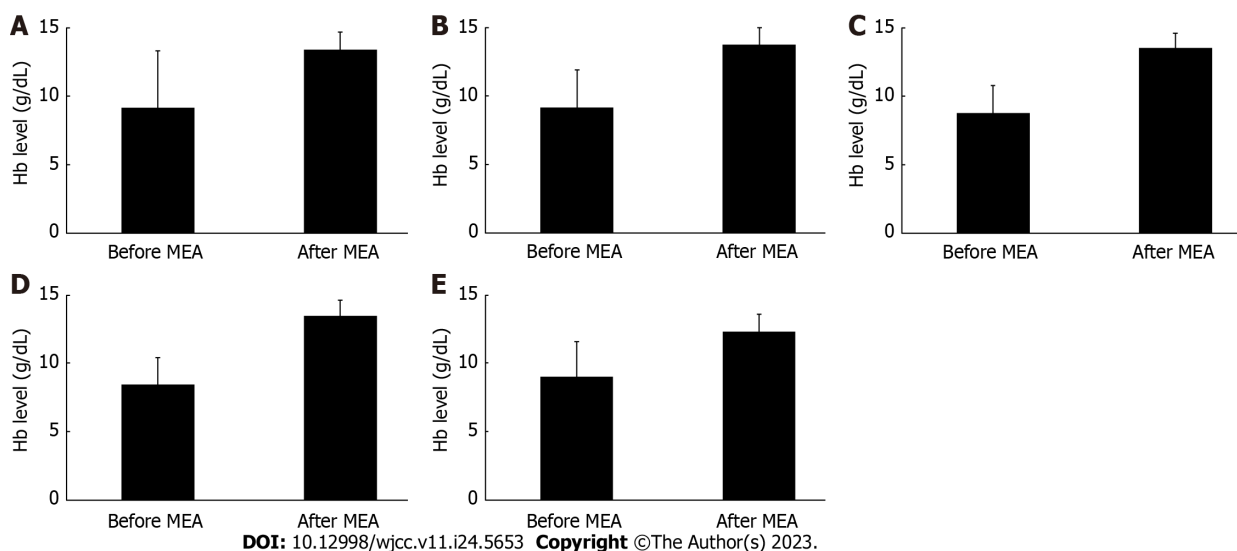 A
Hb level (g/dL)
15
10
5
0
Before MEA After MEA
B
Hb level (g/dL)
15
10
5
0
Before MEA After MEA
C
Hb level (g/dL)
15
10
5
0
Before MEA After MEA
D
Hb level (g/dL)
15
10
5
0
Before MEA After MEA
E
Hb level (g/dL)
15
10
5
0
Before MEA After MEA
DOI: 10.12998/wjcc.v11.i24.5653 Copyright ©The Author(s) 2023.